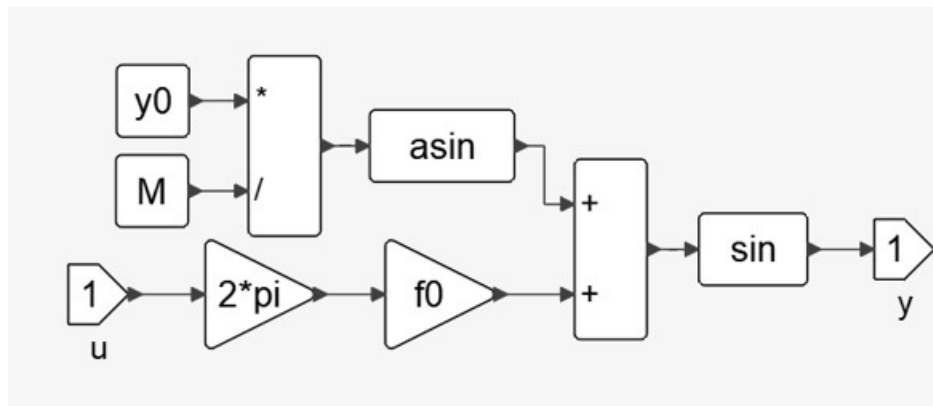 y0
*
M
/
asin
+
+
1
u
2*pi
f0
sin
1
y